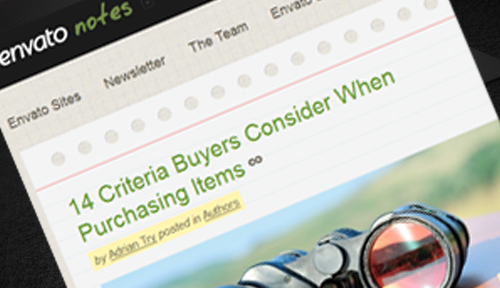 envato notes
Envato Sites Newsletter The Team Envato
14 Criteria Buyers Consider When
Purchasing Items ∞
by Adrian Try posted in Authors